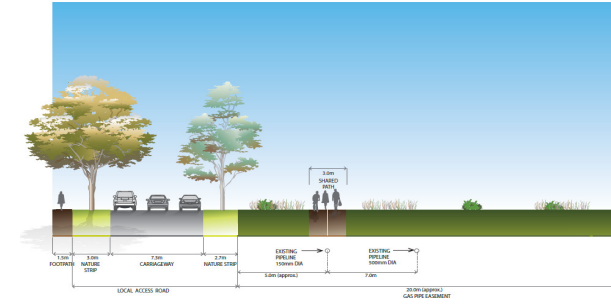 3.0m
SHARED
PATH
1.5m
FOOTPATH
3.0m
NATURE
STRIP
7.3m
CARRIAGEWAY
2.7m
NATURE STRIP
EXISTING
PIPELINE
150mm DIA
EXISTING
PIPELINE
500mm DIA
5.0m (approx.)
7.0m
LOCAL ACCESS ROAD
20.0m (approx.)
GAS PIPE EASEMENT